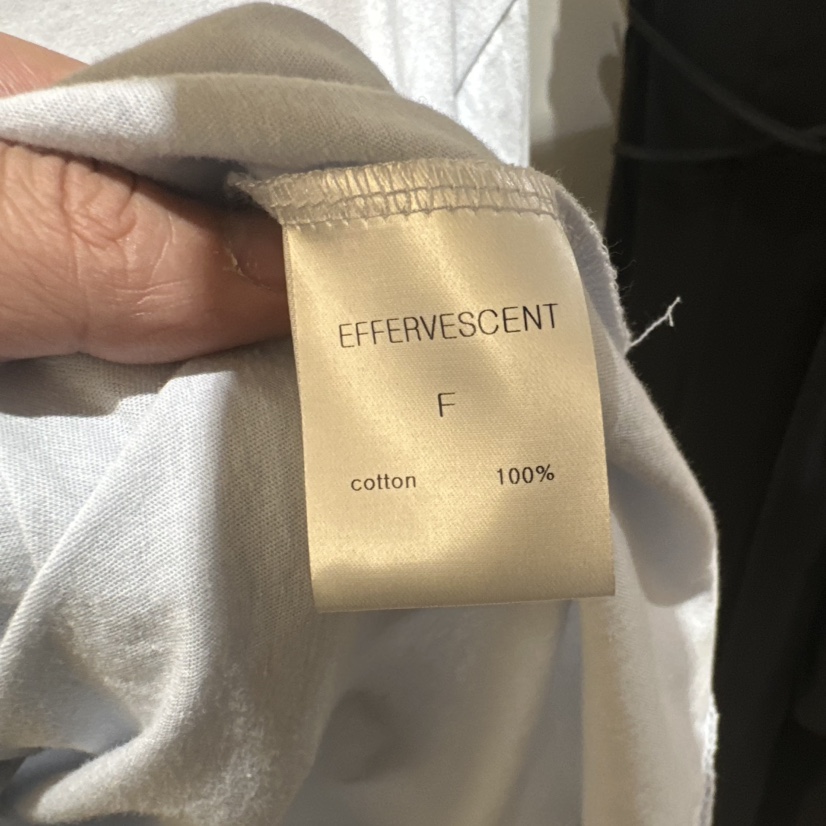 EFFERVESCENT
F
cotton 100%